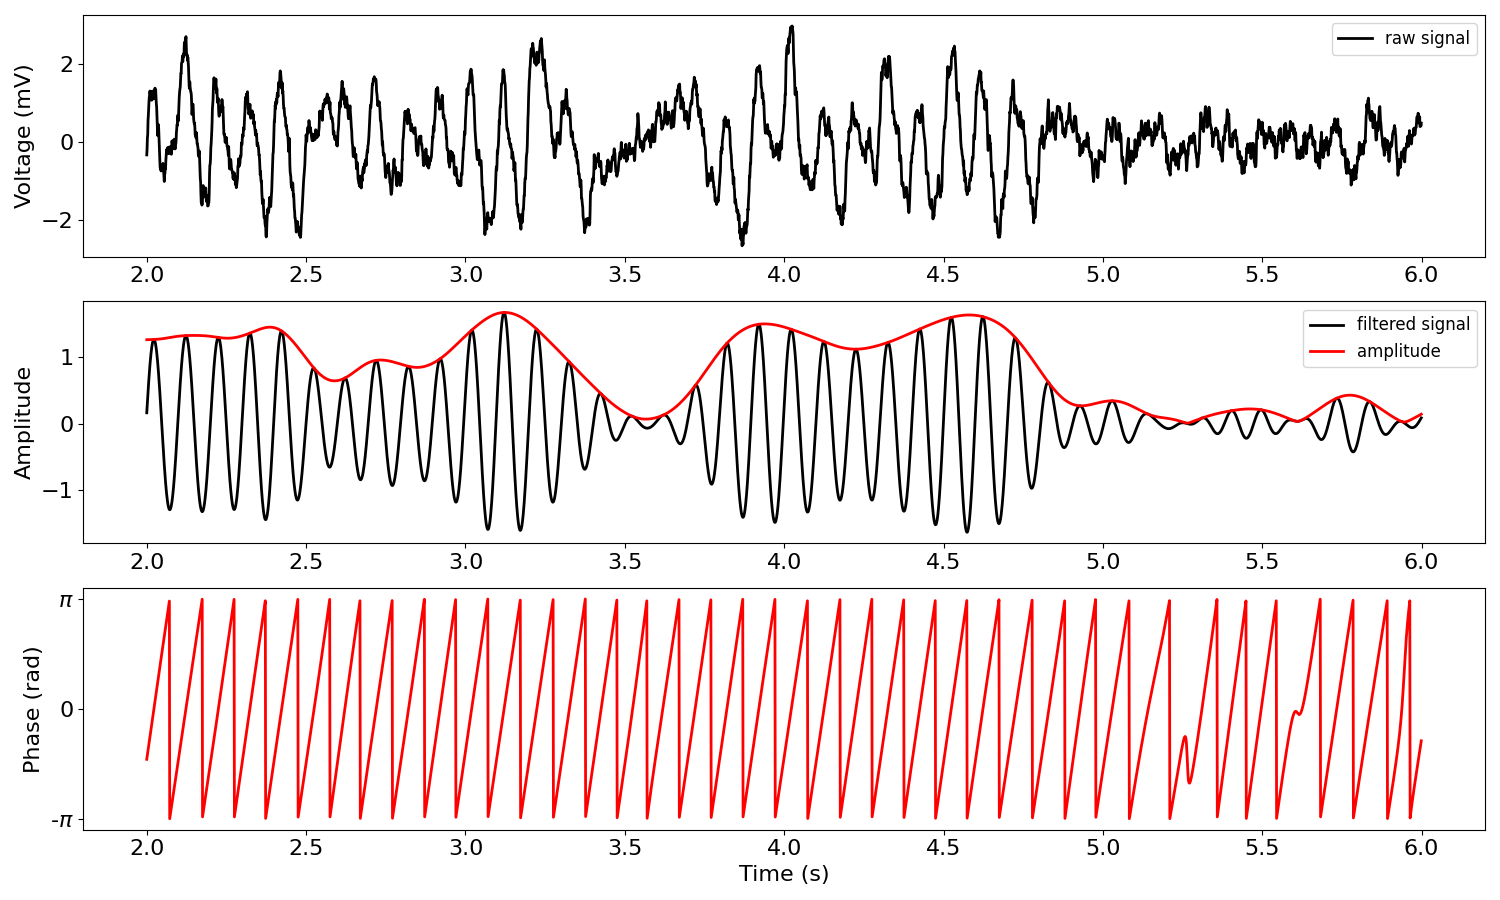 Voltage (mV)
2
0
−2
raw signal
2.0 2.5 3.0 3.5 4.0 4.5 5.0 5.5 6.0
Amplitude
1
0
−1
filtered signal
amplitude
2.0 2.5 3.0 3.5 4.0 4.5 5.0 5.5 6.0
Phase (rad)
π
0
-π
2.0 2.5 3.0 3.5 4.0 4.5 5.0 5.5 6.0
Time (s)